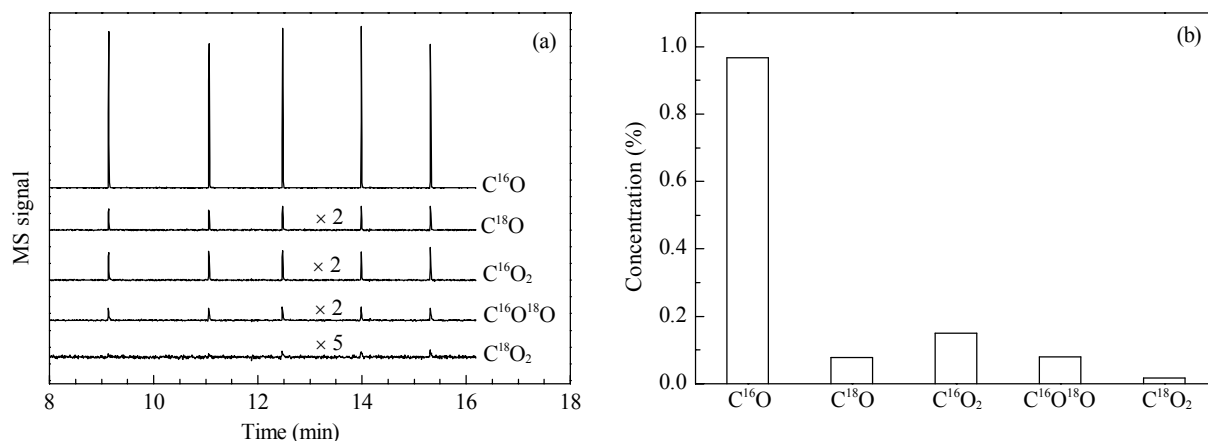 (a)
MS signal
C¹⁶O
× 2
C¹⁸O
× 2
C¹⁶O₂
× 2
C¹⁶O¹⁸O
× 5
C¹⁸O₂
8 10 12 14 16 18
Time (min)
(b)
Concentration (%)
1.0
0.8
0.6
0.4
0.2
0.0
C¹⁶O C¹⁸O C¹⁶O₂ C¹⁶O¹⁸O C¹⁸O₂